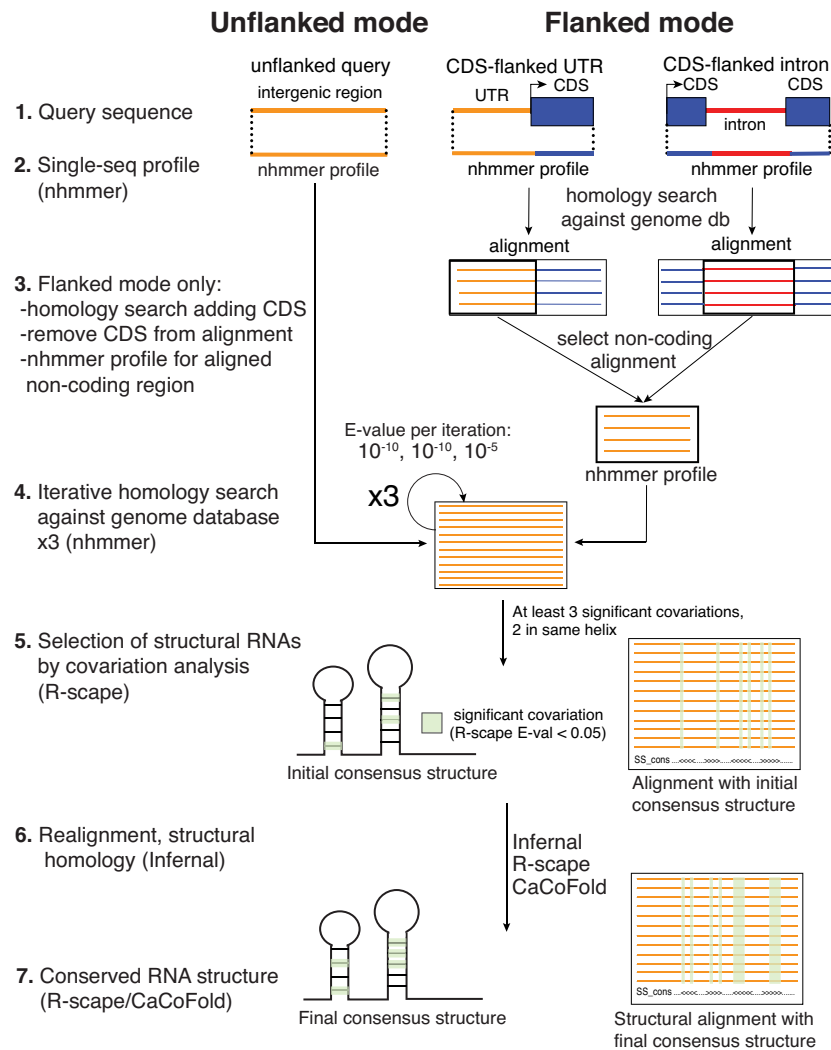 Unflanked mode
Flanked mode
unflanked query
intergenic region
CDS-flanked UTR
UTR
CDS
CDS-flanked intron
CDS
CDS
intron
1. Query sequence
2. Single-seq profile
(nhmmer)
nhmmer profile
nhmmer profile
nhmmer profile
homology search
against genome db
alignment
alignment
3. Flanked mode only:
-homology search adding CDS
-remove CDS from alignment
-nhmmer profile for aligned
non-coding region
select non-coding
alignment
nhmmer profile
E-value per iteration:
10⁻¹⁰, 10⁻¹⁰, 10⁻⁵
x3
4. Iterative homology search
against genome database
x3 (nhmmer)
At least 3 significant covariations,
2 in same helix
5. Selection of structural RNAs
by covariation analysis
(R-scape)
significant covariation
(R-scape E-val < 0.05)
Initial consensus structure
SS_cons ....<<<<<....>>>>>....<<<<<<.....>>>>>>.......
Alignment with initial
consensus structure
6. Realignment, structural
homology (Infernal)
Infernal
R-scape
CaCoFold
7. Conserved RNA structure
(R-scape/CaCoFold)
Final consensus structure
SS_cons ....<<<<<....>>>>>....<<<<<<.....>>>>>>.......
Structural alignment with
final consensus structure